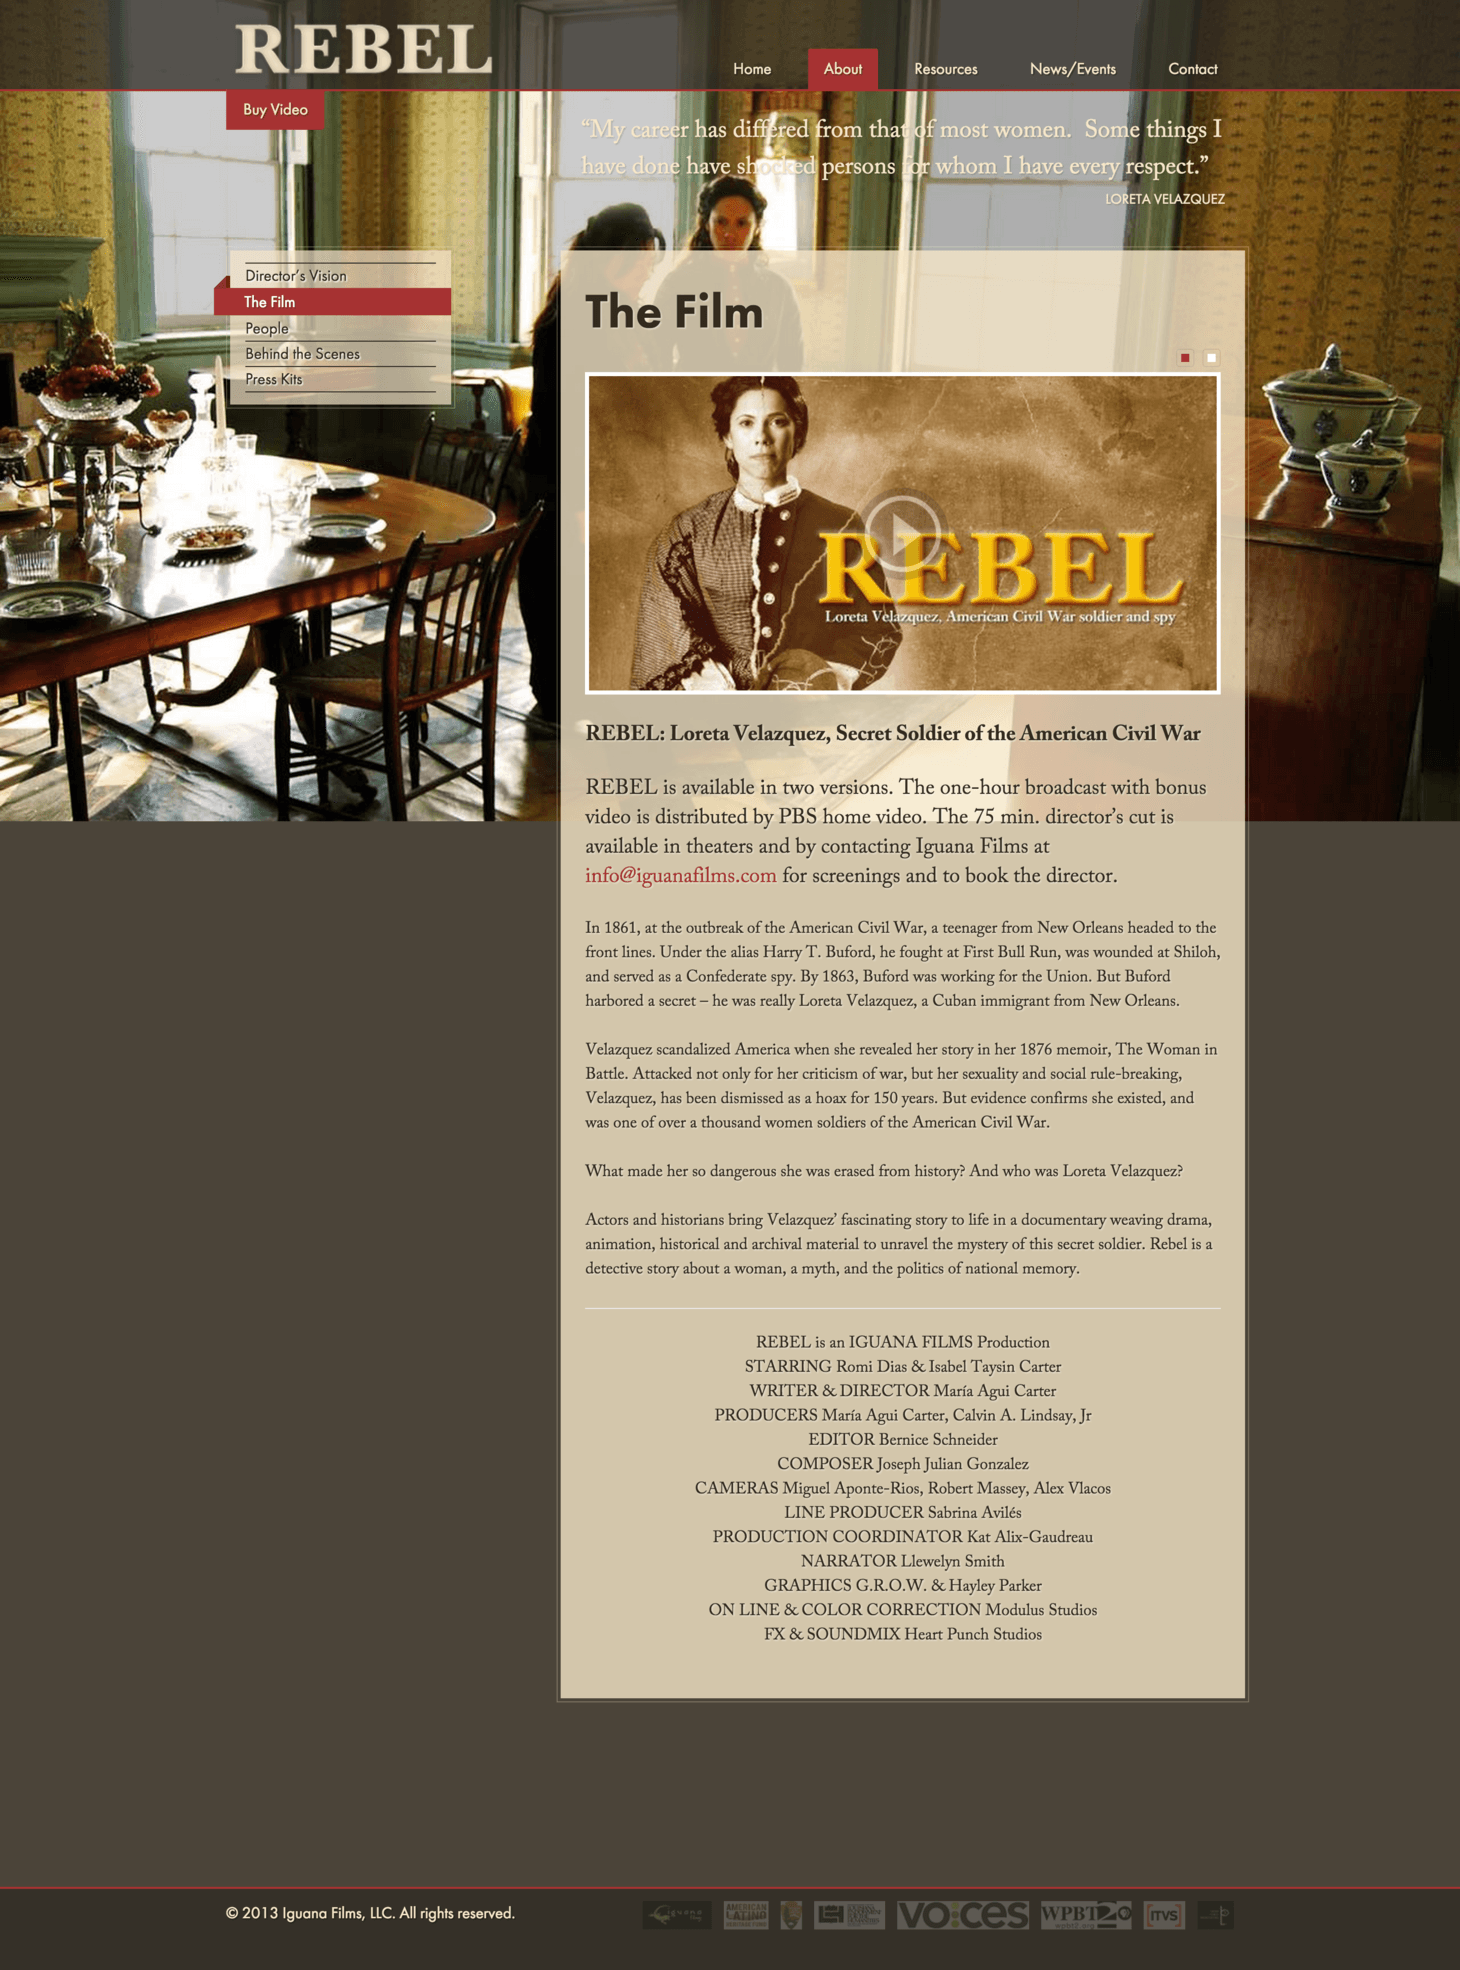 REBEL
Home
About
Resources
News/Events
Contact
Buy Video
“My career has differed from that of most women. Some things I
have done have shocked persons for whom I have every respect.”
LORETA VELAZQUEZ
Director’s Vision
The Film
People
Behind the Scenes
Press Kits
The Film
REBEL
Loreta Velazquez, American Civil War soldier and spy
REBEL: Loreta Velazquez, Secret Soldier of the American Civil War
REBEL is available in two versions. The one-hour broadcast with bonus
video is distributed by PBS home video. The 75 min. director’s cut is
available in theaters and by contacting Iguana Films at
info@iguanafilms.com for screenings and to book the director.
In 1861, at the outbreak of the American Civil War, a teenager from New Orleans headed to the
front lines. Under the alias Harry T. Buford, he fought at First Bull Run, was wounded at Shiloh,
and served as a Confederate spy. By 1863, Buford was working for the Union. But Buford
harbored a secret – he was really Loreta Velazquez, a Cuban immigrant from New Orleans.
Velazquez scandalized America when she revealed her story in her 1876 memoir, The Woman in
Battle. Attacked not only for her criticism of war, but her sexuality and social rule-breaking,
Velazquez, has been dismissed as a hoax for 150 years. But evidence confirms she existed, and
was one of over a thousand women soldiers of the American Civil War.
What made her so dangerous she was erased from history? And who was Loreta Velazquez?
Actors and historians bring Velazquez’ fascinating story to life in a documentary weaving drama,
animation, historical and archival material to unravel the mystery of this secret soldier. Rebel is a
detective story about a woman, a myth, and the politics of national memory.
REBEL is an IGUANA FILMS Production
STARRING Romi Dias & Isabel Taysin Carter
WRITER & DIRECTOR María Agui Carter
PRODUCERS María Agui Carter, Calvin A. Lindsay, Jr
EDITOR Bernice Schneider
COMPOSER Joseph Julian Gonzalez
CAMERAS Miguel Aponte-Rios, Robert Massey, Alex Vlacos
LINE PRODUCER Sabrina Avilés
PRODUCTION COORDINATOR Kat Alix-Gaudreau
NARRATOR Llewelyn Smith
GRAPHICS G.R.O.W. & Hayley Parker
ON LINE & COLOR CORRECTION Modulus Studios
FX & SOUNDMIX Heart Punch Studios
© 2013 Iguana Films, LLC. All rights reserved.
iguana
AMERICAN
LATINO
VOCES
WPBT2
ITVS